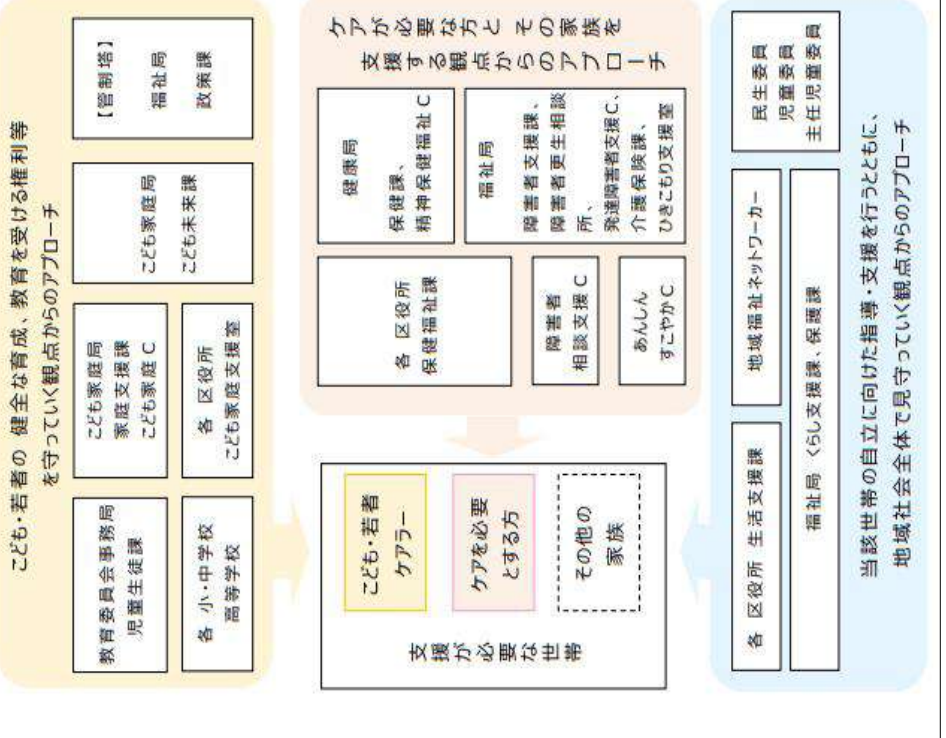 こども・若者の 健全な育成、教育を受ける権利等
を守っていく観点からのアプローチ
教育委員会事務局
児童生徒課
各 小・中学校
高等学校
こども家庭局
家庭支援課
こども家庭C
各 区役所
こども家庭支援室
こども家庭局
こども未来課
【管制塔】
福祉局
政策課
支援が必要な世帯
こども・若者
ケアラー
ケアを必要
とする方
その他の
家族
ケアが必要な方と その家族を
支援する観点からのアプローチ
各 区役所
保健福祉課
障害者
相談支援C
あんしん
すこやかC
健康局
保健課、
精神保健福祉C
福祉局
障害者支援課、
障害者更生相談
所、
発達障害者支援C、
介護保険課、
ひきこもり支援室
各 区役所 生活支援課
地域福祉ネットワーカー
福祉局 くらし支援課、保護課
民生委員
児童委員
主任児童委員
当該世帯の自立に向けた指導・支援を行うとともに、
地域社会全体で見守っていく観点からのアプローチ